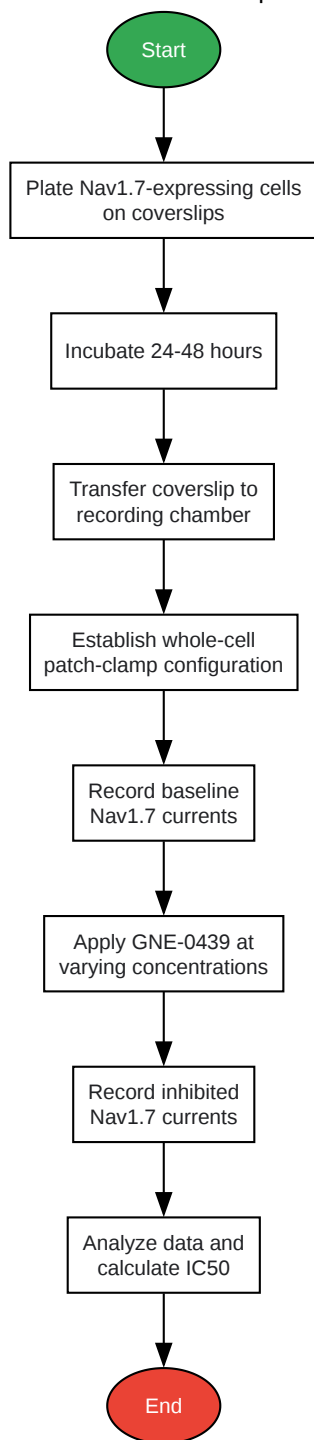 Start
Plate Nav1.7-expressing cells
on coverslips
Incubate 24-48 hours
Transfer coverslip to
recording chamber
Establish whole-cell
patch-clamp configuration
Record baseline
Nav1.7 currents
Apply GNE-0439 at
varying concentrations
Record inhibited
Nav1.7 currents
Analyze data and
calculate IC50
End